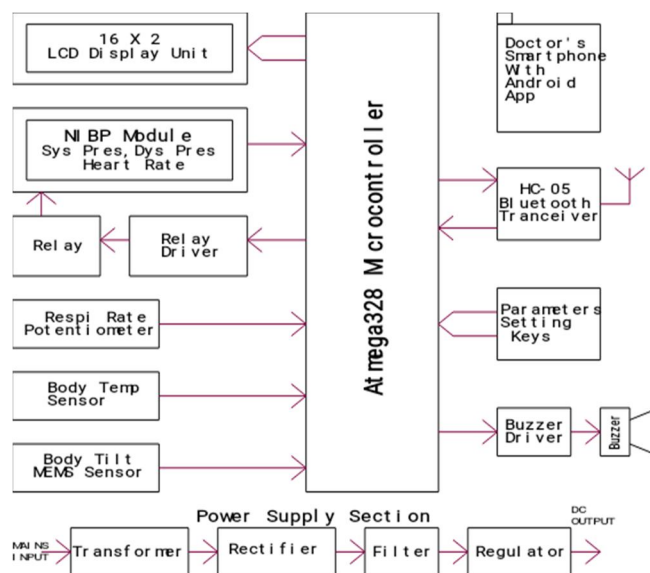 16 X 2
LCD Display Unit
NIBP Module
Sys Pres, Dys Pres
Heart Rate
Relay
Relay
Driver
Respi Rate
Potentiometer
Body Temp
Sensor
Body Tilt
MEMS Sensor
Atmega328 Microcontroller
Doctor's
Smartphone
With
Android
App
HC-05
Bluetooth
Tranceiver
Parameters
Setting
Keys
Buzzer
Driver
Buzzer
Power Supply Section
MAINS
INPUT
Transformer
Rectifier
Filter
Regulator
DC
OUTPUT